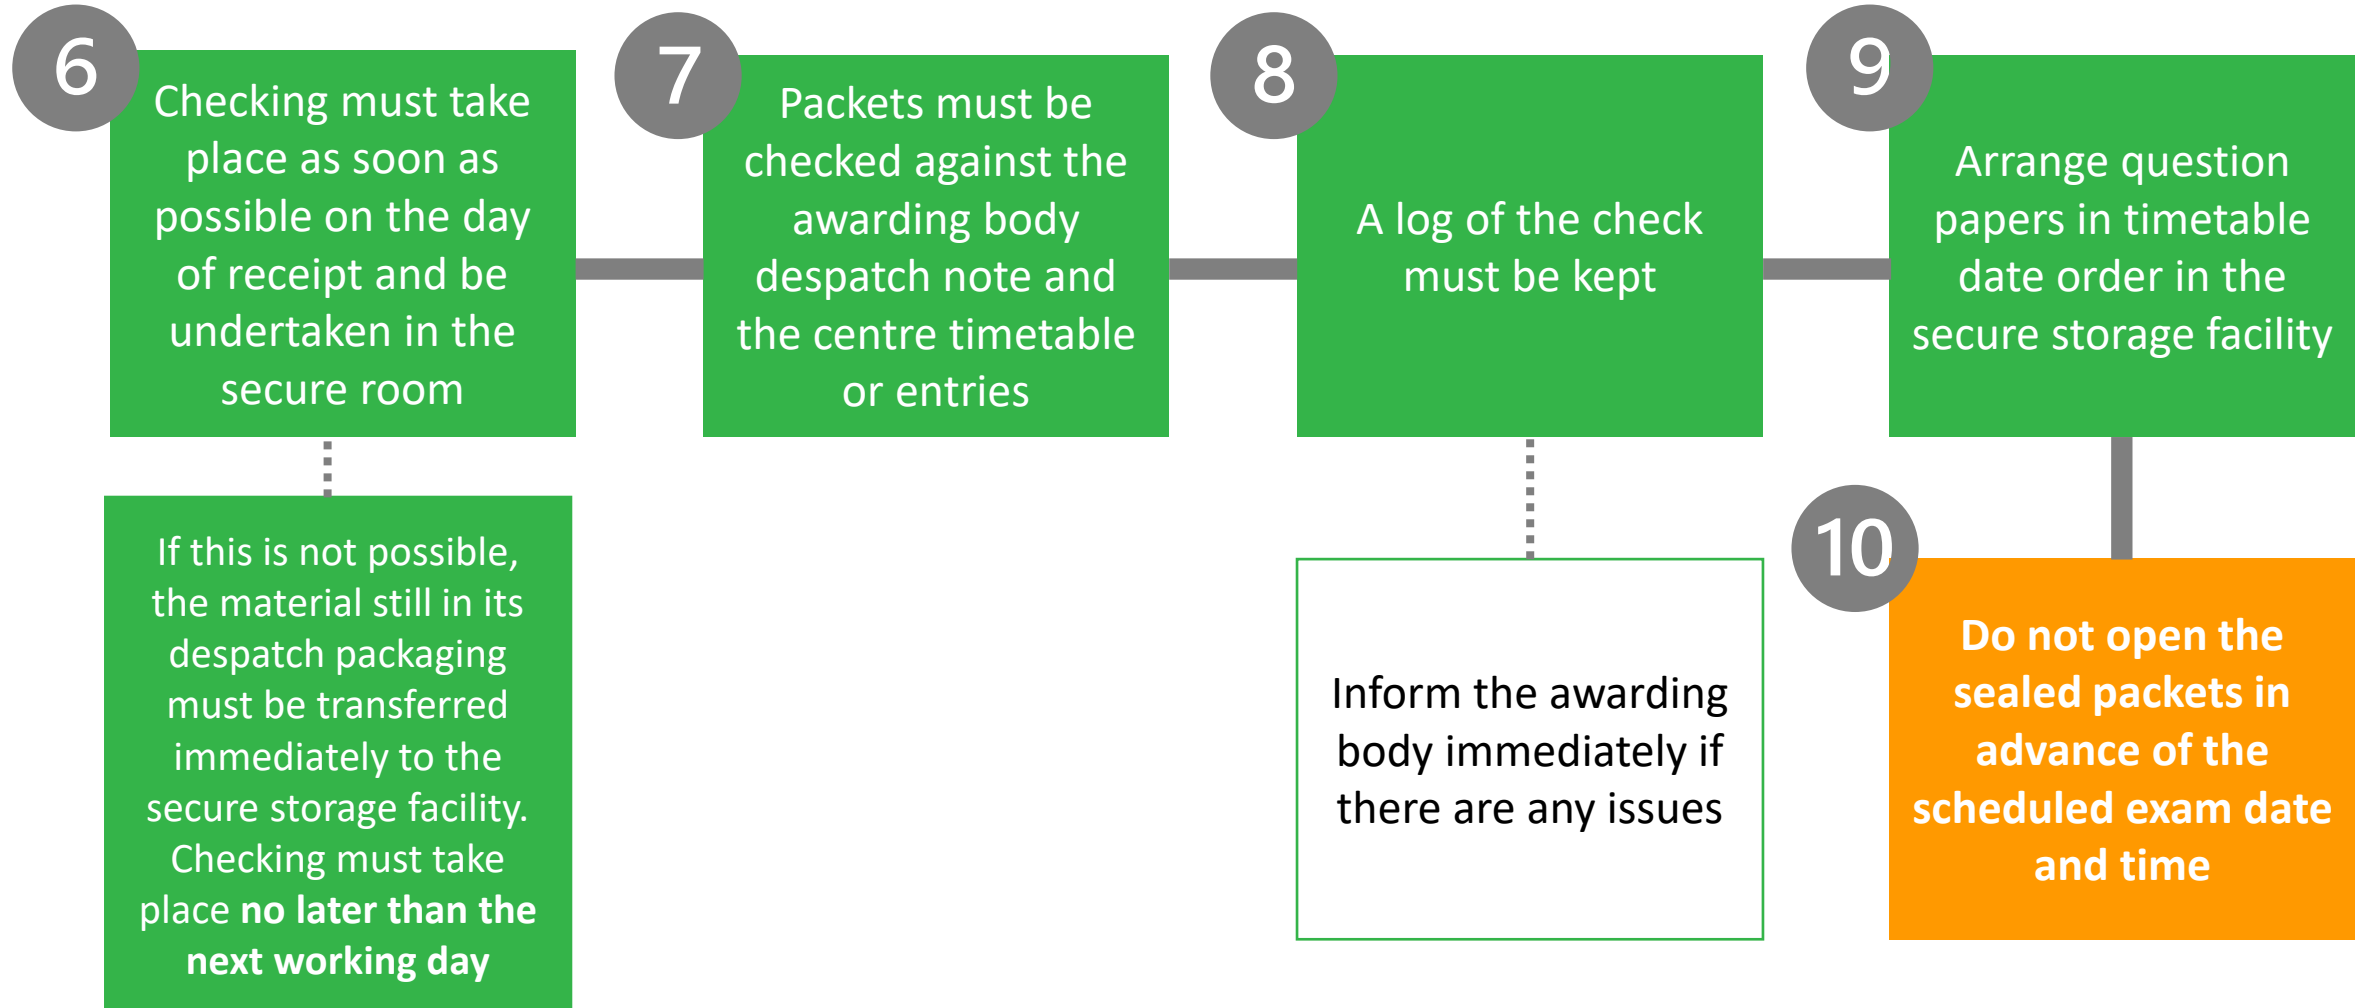 6
Checking must take
place as soon as
possible on the day
of receipt and be
undertaken in the
secure room
If this is not possible,
the material still in its
despatch packaging
must be transferred
immediately to the
secure storage facility.
Checking must take
place no later than the
next working day
7
Packets must be
checked against the
awarding body
despatch note and
the centre timetable
or entries
8
A log of the check
must be kept
Inform the awarding
body immediately if
there are any issues
9
Arrange question
papers in timetable
date order in the
secure storage facility
10
Do not open the
sealed packets in
advance of the
scheduled exam date
and time